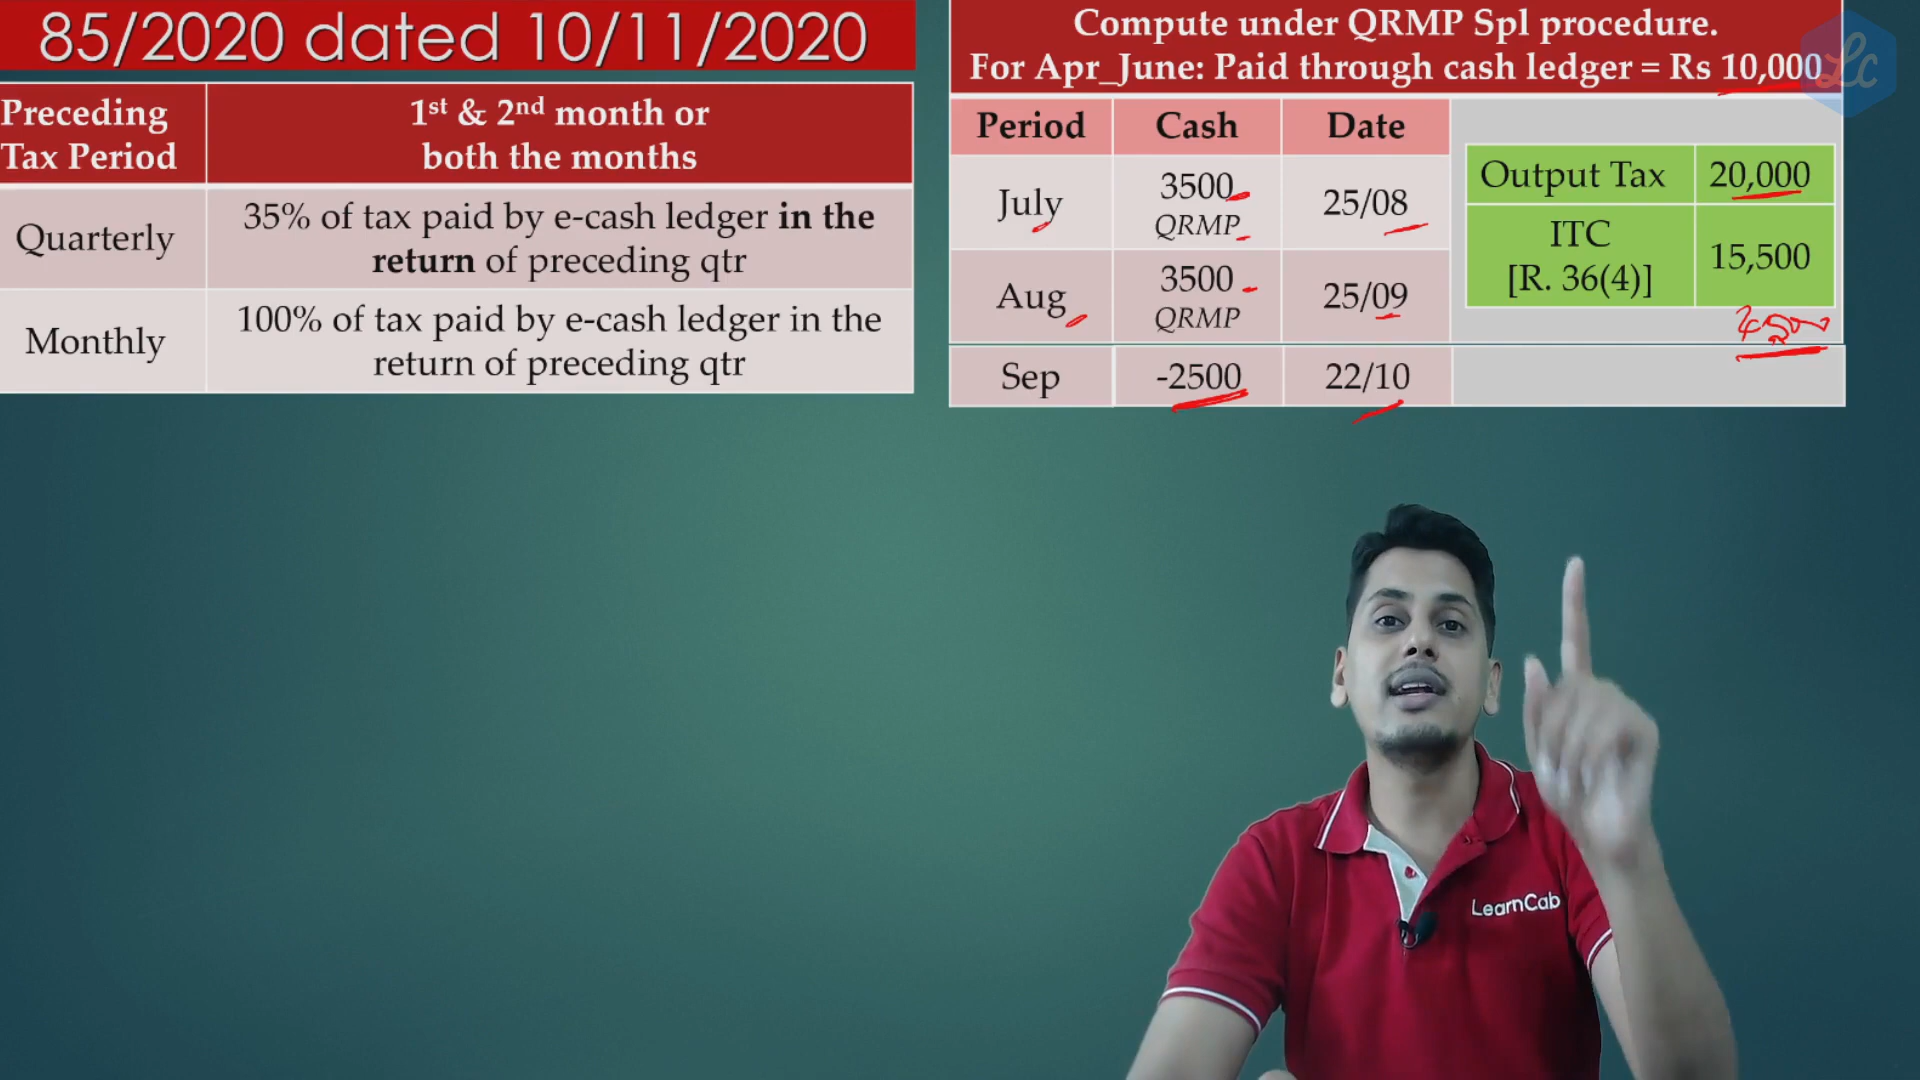 85/2020 dated 10/11/2020
Preceding
Tax Period
1st & 2nd month or
both the months
Quarterly
35% of tax paid by e-cash ledger in the
return of preceding qtr
Monthly
100% of tax paid by e-cash ledger in the
return of preceding qtr
Compute under QRMP Spl procedure.
For Apr_June: Paid through cash ledger = Rs 10,000
Lc
Period Cash Date
July 3500 25/08
QRMP
Aug 3500 25/09
QRMP
Sep -2500 22/10
Output Tax 20,000
ITC
[R. 36(4)]
15,500
4500
LearnCab